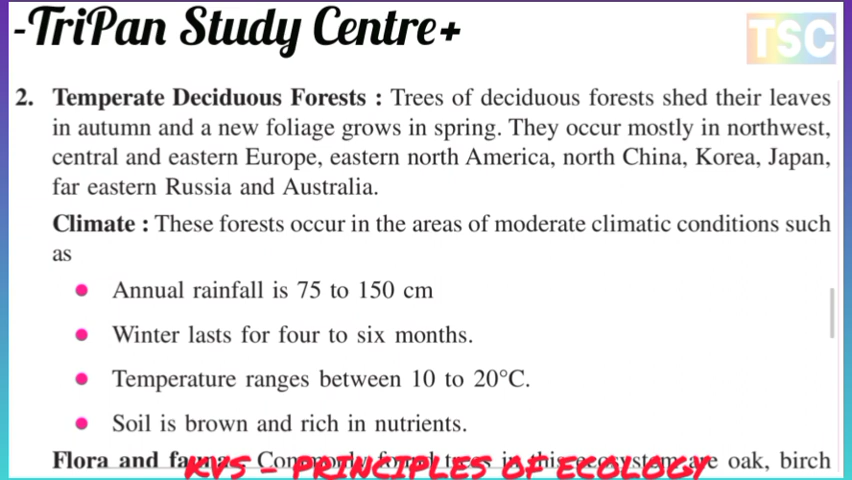 -TriPan Study Centre+
TSC
2. Temperate Deciduous Forests : Trees of deciduous forests shed their leaves
in autumn and a new foliage grows in spring. They occur mostly in northwest,
central and eastern Europe, eastern north America, north China, Korea, Japan,
far eastern Russia and Australia.
Climate : These forests occur in the areas of moderate climatic conditions such
as
• Annual rainfall is 75 to 150 cm
• Winter lasts for four to six months.
• Temperature ranges between 10 to 20°C.
• Soil is brown and rich in nutrients.
Flora and oak, birch
KVS - PRINCIPLES OF ECOLOGY